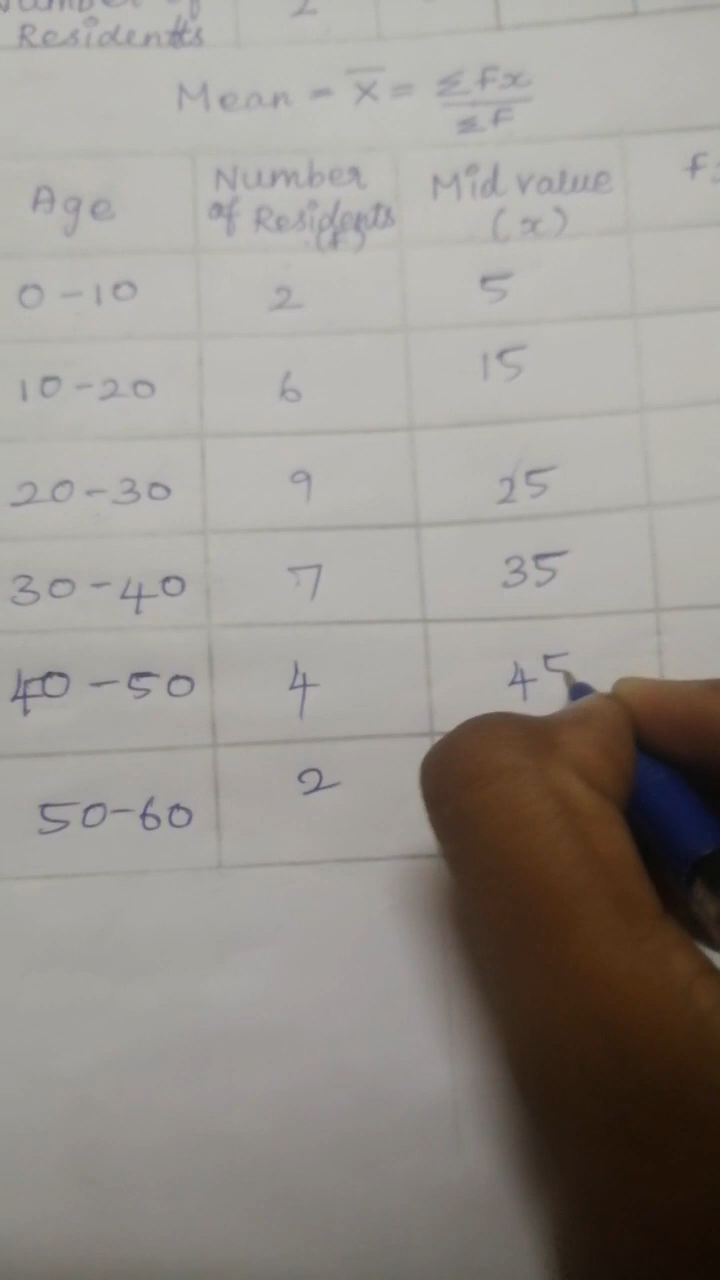 Residents
Mean = X̄ = Σfx
Σf
Age Number of Residents (f) Mid value (x) f
0-10 2 5
10-20 6 15
20-30 9 25
30-40 7 35
40-50 4 45
50-60 2